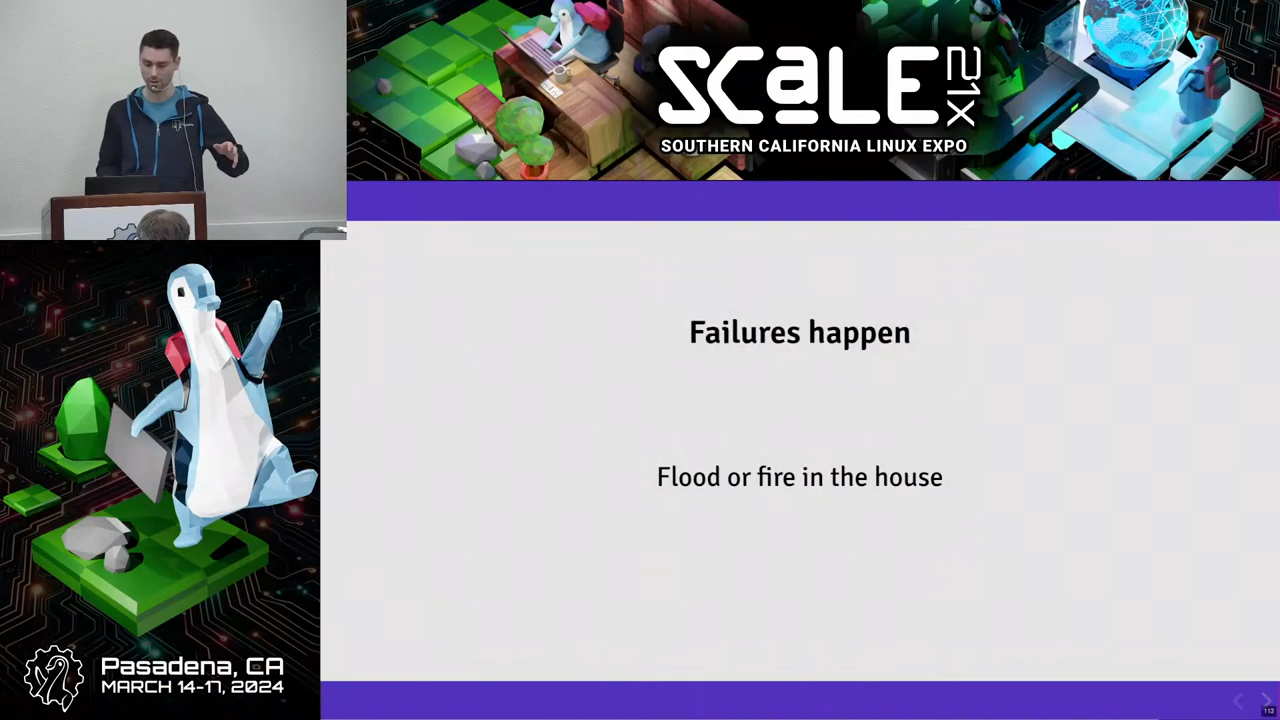 SCALE 21X
SOUTHERN CALIFORNIA LINUX EXPO
Failures happen
Flood or fire in the house
Pasadena, CA
MARCH 14-17, 2024
113